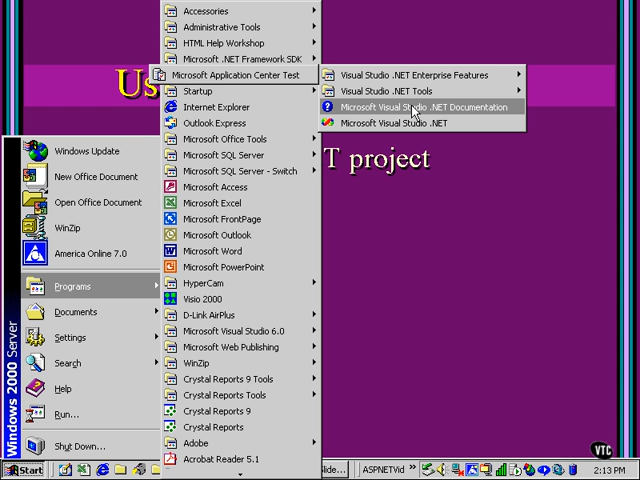 Us
T project
Accessories
Administrative Tools
HTML Help Workshop
Microsoft .NET Framework SDK
Microsoft Application Center Test
Startup
Internet Explorer
Outlook Express
Microsoft Office Tools
Microsoft SQL Server
Microsoft SQL Server - Switch
Microsoft Access
Microsoft Excel
Microsoft FrontPage
Microsoft Outlook
Microsoft Word
Microsoft PowerPoint
HyperCam
Visio 2000
D-Link AirPlus
Microsoft Visual Studio 6.0
Microsoft Web Publishing
WinZip
Crystal Reports 9 Tools
Crystal Reports Tools
Crystal Reports 9
Crystal Reports
Adobe
Acrobat Reader 5.1
Visual Studio .NET Enterprise Features
Visual Studio .NET Tools
Microsoft Visual Studio .NET Documentation
Microsoft Visual Studio .NET
Windows Update
New Office Document
Open Office Document
WinZip
America Online 7.0
Programs
Documents
Settings
Search
Help
Run...
Shut Down...
Windows 2000 Server
Start
Slide...
ASPNETVid
»
2:13 PM
VTC